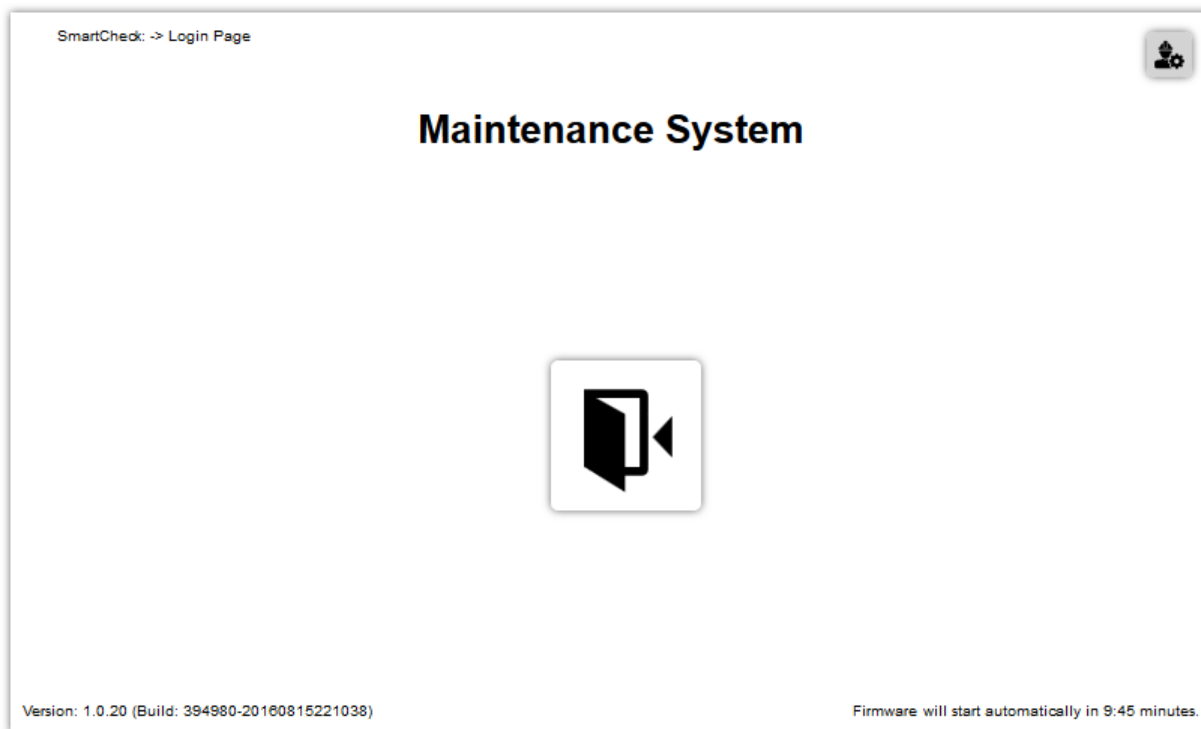 SmartCheck: -> Login Page
Maintenance System
Version: 1.0.20 (Build: 394980-20160815221038)
Firmware will start automatically in 9:45 minutes.